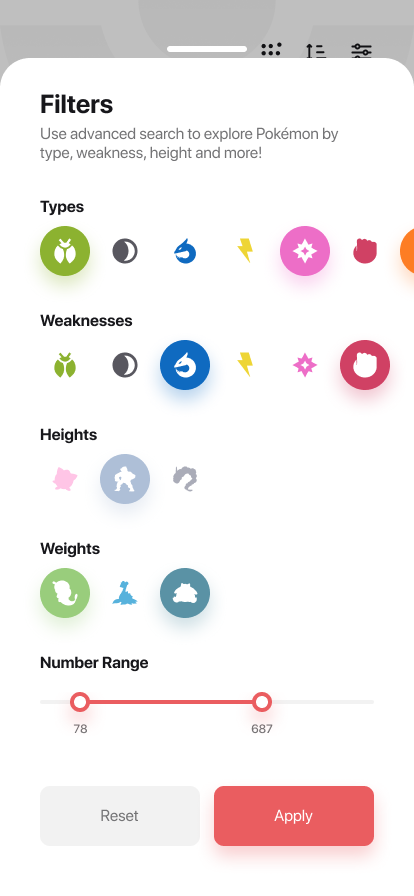 Filters
Use advanced search to explore Pokémon by
type, weakness, height and more!
Types
Weaknesses
Heights
Weights
Number Range
78 687
Reset Apply